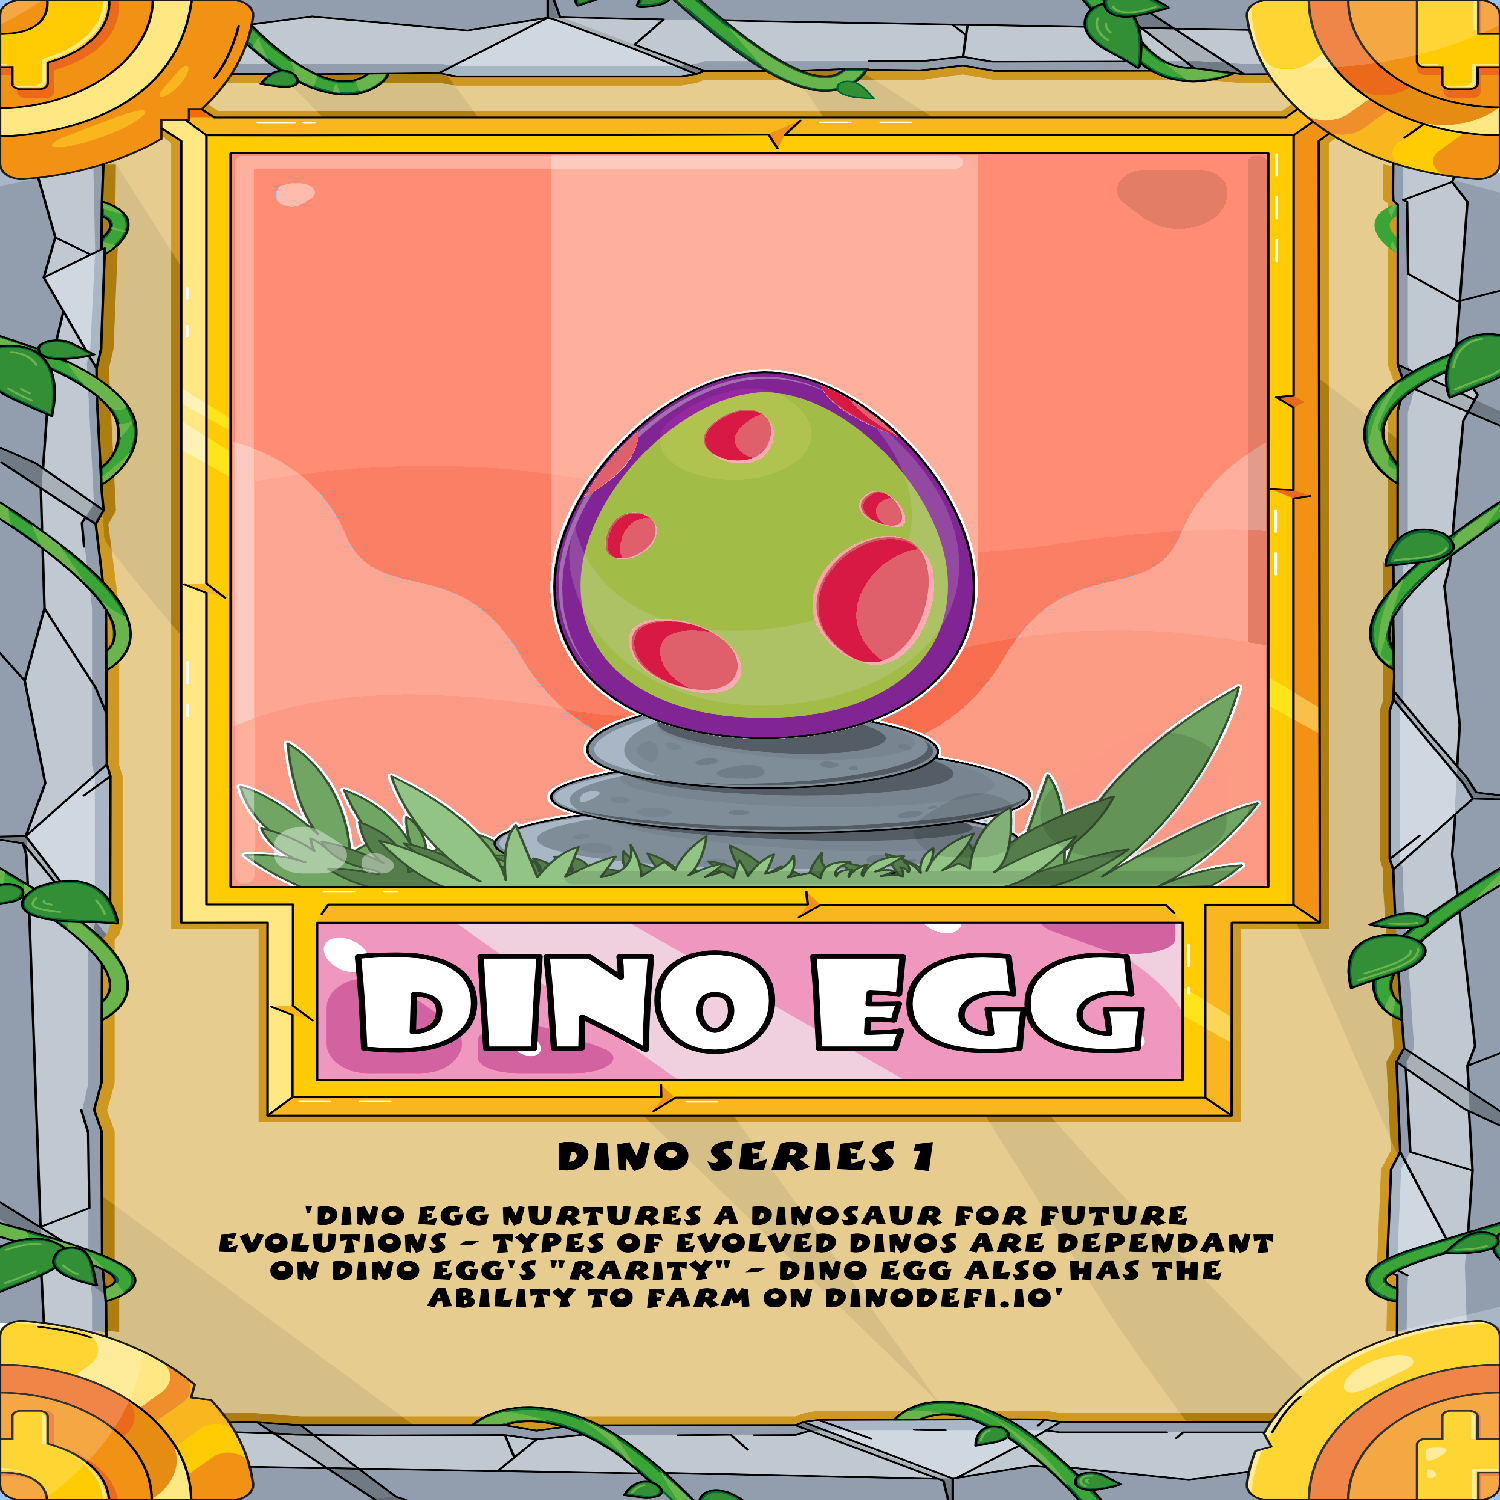 DINO EGG
DINO SERIES 1
'DINO EGG NURTURES A DINOSAUR FOR FUTURE
EVOLUTIONS - TYPES OF EVOLVED DINOS ARE DEPENDANT
ON DINO EGG'S "RARITY" - DINO EGG ALSO HAS THE
ABILITY TO FARM ON DINODEFI.IO'